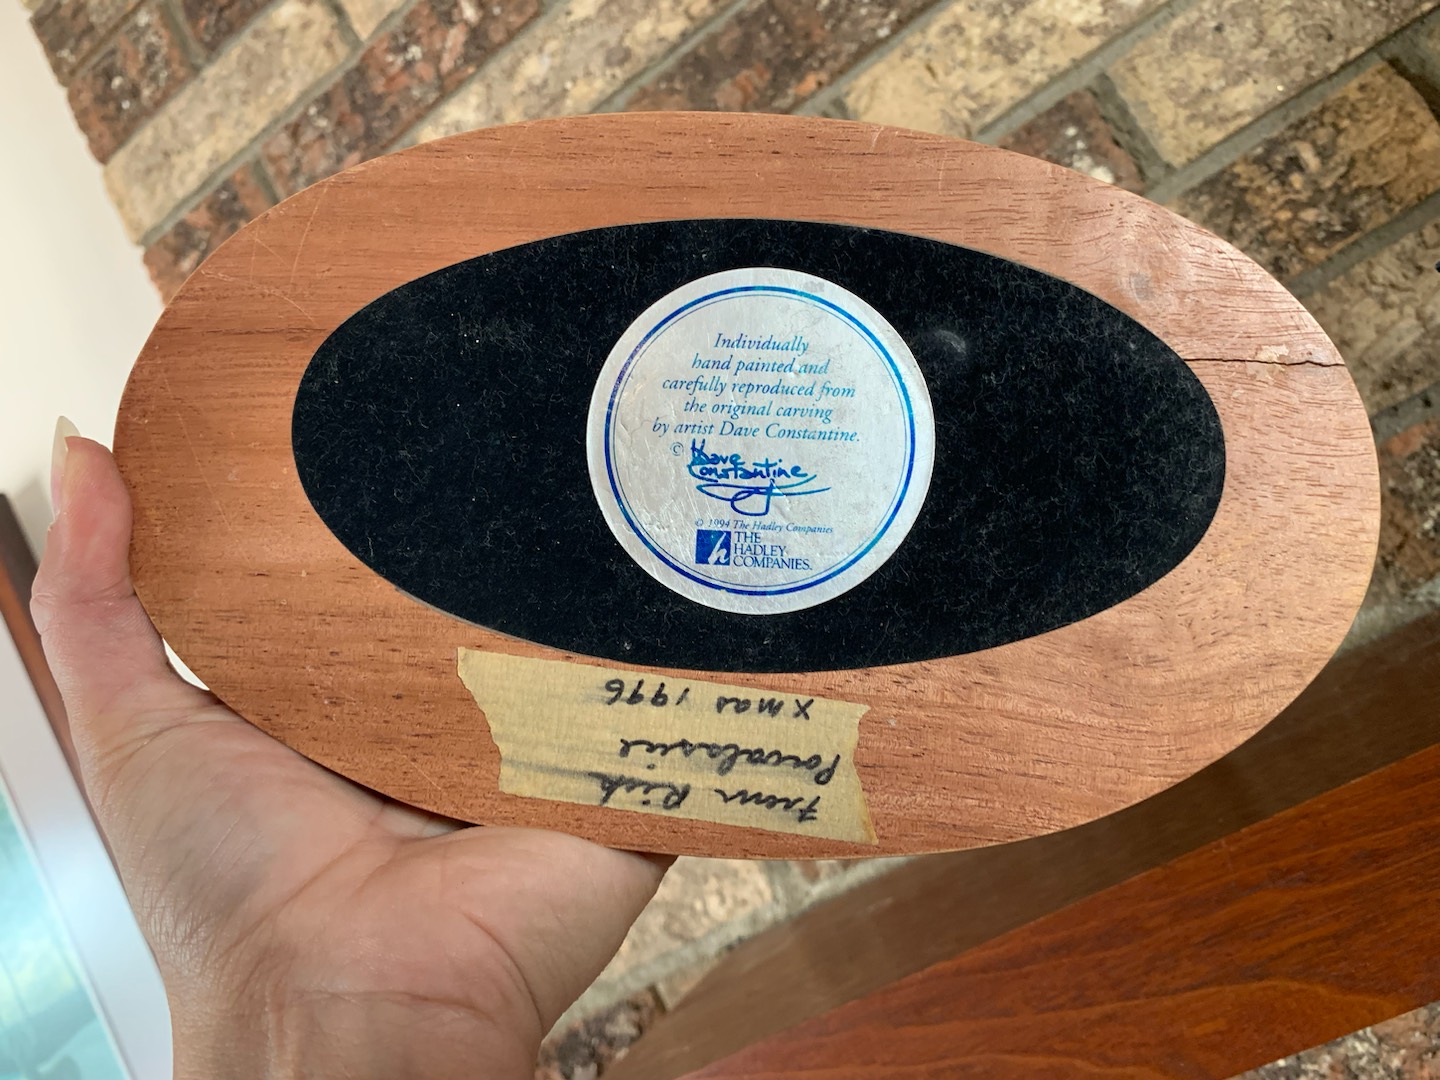 Individually
hand painted and
carefully reproduced from
the original carving
by artist Dave Constantine.
© Dave
Constantine
© 1994 The Hadley Companies
h THE
HADLEY
COMPANIES.
From Rick
Powalasiic
Xmas 1996